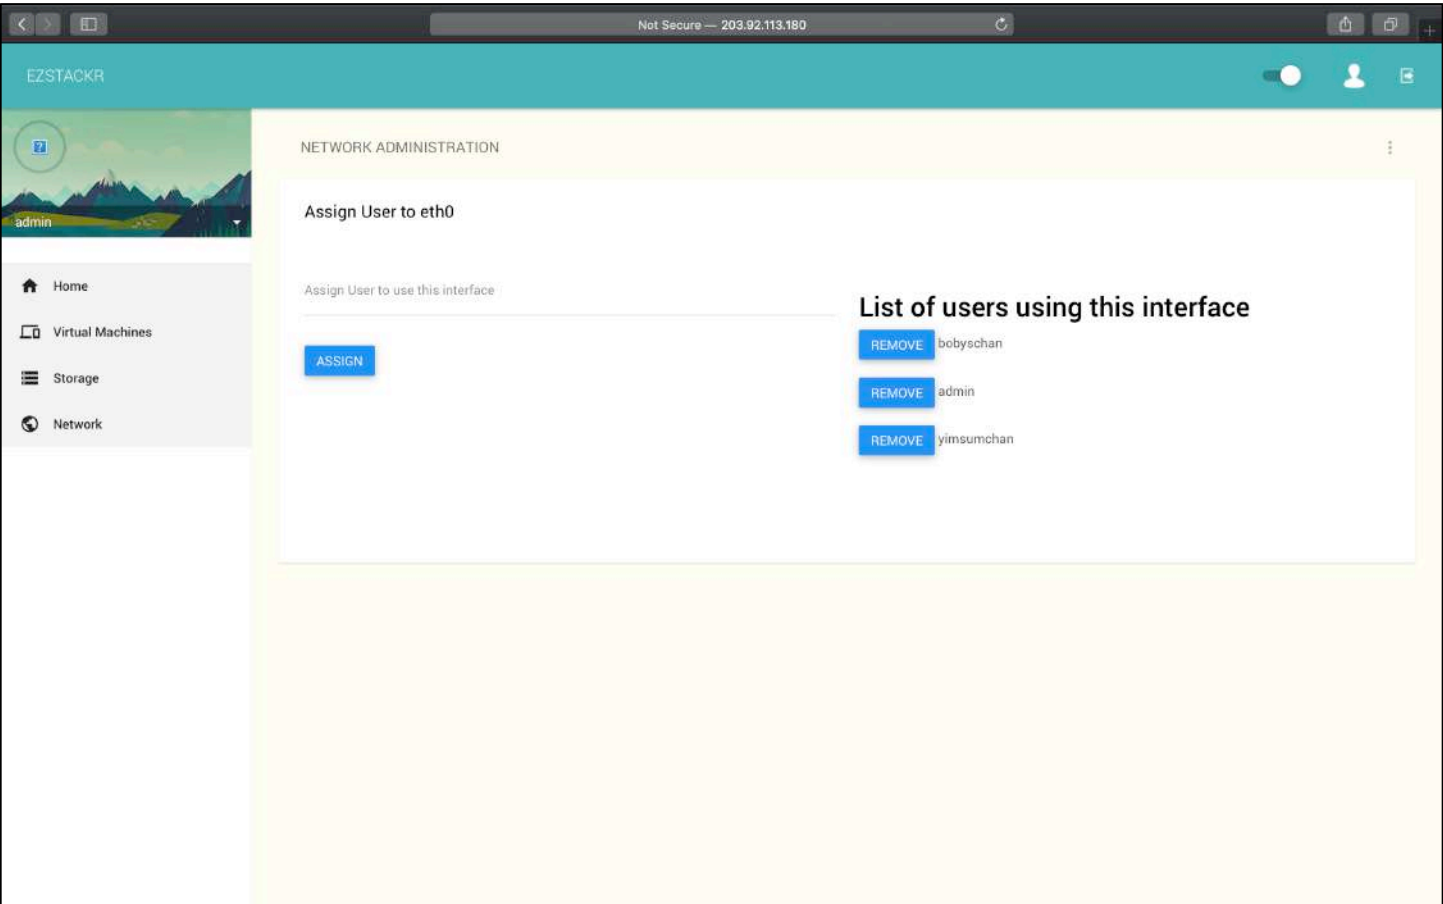 Not Secure — 203.92.113.180
EZSTACKR
NETWORK ADMINISTRATION
admin
Assign User to eth0
Home
Virtual Machines
Storage
Network
Assign User to use this interface
ASSIGN
List of users using this interface
REMOVE bobyschan
REMOVE admin
REMOVE yimsumchan